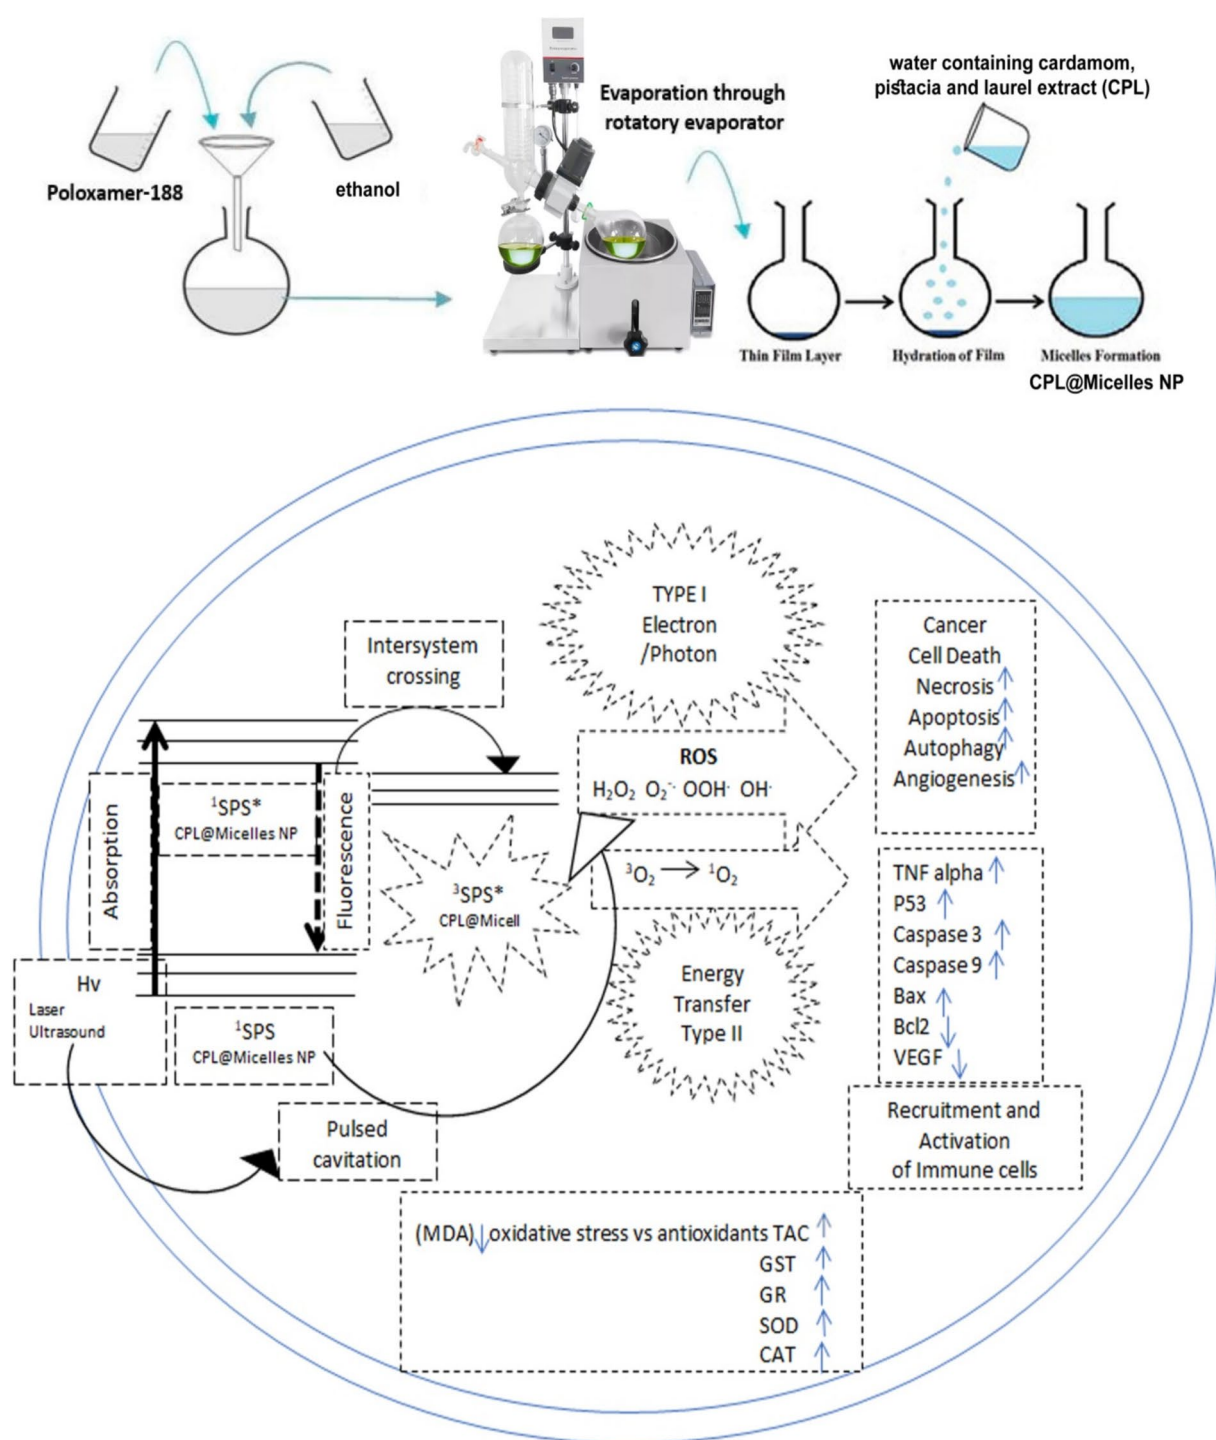 water containing cardamom,
pistacia and laurel extract (CPL)
Evaporation through
rotatory evaporator
Poloxamer-188
ethanol
Thin Film Layer
Hydration of Film
Micelles Formation
CPL@Micelles NP
TYPE I
Electron
/Photon
Intersystem
crossing
Cancer
Cell Death
Necrosis↑
Apoptosis↑
Autophagy↑
Angiogenesis↑
ROS
H₂O₂ O₂⁻· OOH· OH·
Absorption
¹SPS*
CPL@Micelles NP
Fluorescence
³SPS*
CPL@Micell
³O₂ → ¹O₂
TNF alpha ↑
P53 ↑
Caspase 3 ↑
Caspase 9 ↑
Bax ↑
Bcl2 ↓
VEGF ↓
Energy
Transfer
Type II
Hv
Laser
Ultrasound
¹SPS
CPL@Micelles NP
Pulsed
cavitation
Recruitment and
Activation
of Immune cells
(MDA)↓oxidative stress vs antioxidants TAC ↑
GST ↑
GR ↑
SOD ↑
CAT ↑